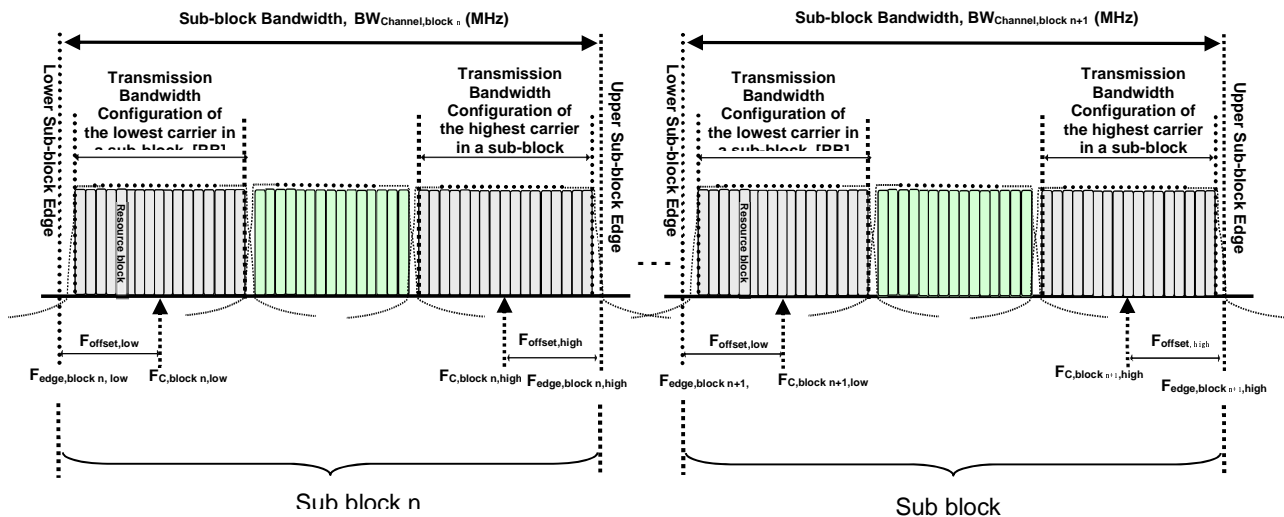 Sub-block Bandwidth, BWChannel,block n (MHz)
Lower Sub-block Edge
Transmission
Bandwidth
Configuration of
the lowest carrier in
a sub-block [RB]
Transmission
Bandwidth
Configuration of
the highest carrier
in a sub-block
Upper Sub-block Edge
Resource block
Foffset,low
Foffset,high
Fedge,block n, low
FC,block n,low
FC,block n,high
Fedge,block n,high
Sub block n
. . .
Sub-block Bandwidth, BWChannel,block n+1 (MHz)
Lower Sub-block Edge
Transmission
Bandwidth
Configuration of
the lowest carrier in
a sub-block [RB]
Transmission
Bandwidth
Configuration of
the highest carrier
in a sub-block
Upper Sub-block Edge
Resource block
Foffset,low
Foffset,high
Fedge,block n+1,
FC,block n+1,low
FC,block n+1,high
Fedge,block n+1,high
Sub block